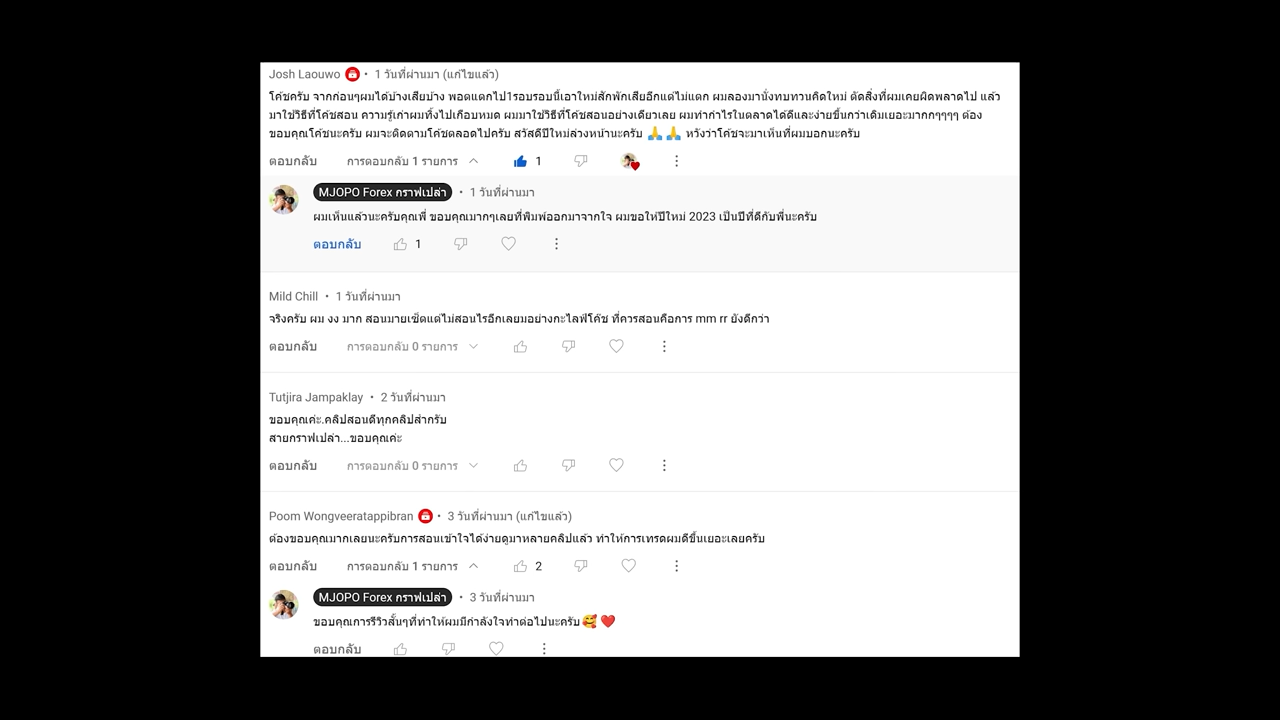 Josh Laouwo • 1 วันที่ผ่านมา (แก้ไขแล้ว)
โค้ชครับ จากก่อนๆผมได้บ้างเสียบ้าง พอตแตกไป1รอบรอบนี้เอาใหม่สักพักเสียอีกแต่ไม่แตก ผมลองมานั่งทบทวนคิดใหม่ ตัดสิ่งที่ผมเคยผิดพลาดไป แล้ว
มาใช้วิธีที่โค้ชสอน ความรู้เก่าผมทิ้งไปเกือบหมด ผมมาใช้วิธีที่โค้ชสอนอย่างเดียวเลย ผมทำกำไรในตลาดได้ดีและง่ายขึ้นกว่าเดิมเยอะมากกๆๆๆๆ ต้อง
ขอบคุณโค้ชนะครับ ผมจะติดตามโค้ชตลอดไปครับ สวัสดีปีใหม่ล่วงหน้านะครับ 🙏 🙏 หวังว่าโค้ชจะมาเห็นที่ผมบอกนะครับ
ตอบกลับ การตอบกลับ 1 รายการ 1
MJOPO Forex กราฟเปล่า • 1 วันที่ผ่านมา
ผมเห็นแล้วนะครับคุณพี่ ขอบคุณมากๆเลยที่พิมพ์ออกมาจากใจ ผมขอให้ปีใหม่ 2023 เป็นปีที่ดีกับพี่นะครับ
ตอบกลับ 1
Mild Chill • 1 วันที่ผ่านมา
จริงครับ ผม งง มาก สอนมายเซ็ตแต่ไม่สอนไรอีกเลยมอย่างกะไลฟ์โค้ช ที่ควรสอนคือการ mm rr ยังดีกว่า
ตอบกลับ การตอบกลับ 0 รายการ
Tutjira Jampaklay • 2 วันที่ผ่านมา
ขอบคุณค่ะ.คลิปสอนดีทุกคลิปสำกรับ
สายกราฟเปล่า...ขอบคุณค่ะ
ตอบกลับ การตอบกลับ 0 รายการ
Poom Wongveeratappibran • 3 วันที่ผ่านมา (แก้ไขแล้ว)
ต้องขอบคุณมากเลยนะครับการสอนเข้าใจได้ง่ายดูมาหลายคลิปแล้ว ทำให้การเทรดผมดีขึ้นเยอะเลยครับ
ตอบกลับ การตอบกลับ 1 รายการ 2
MJOPO Forex กราฟเปล่า • 3 วันที่ผ่านมา
ขอบคุณการรีวิวสั้นๆที่ทำให้ผมมีกำลังใจทำต่อไปนะครับ🥰 ❤️
ตอบกลับ